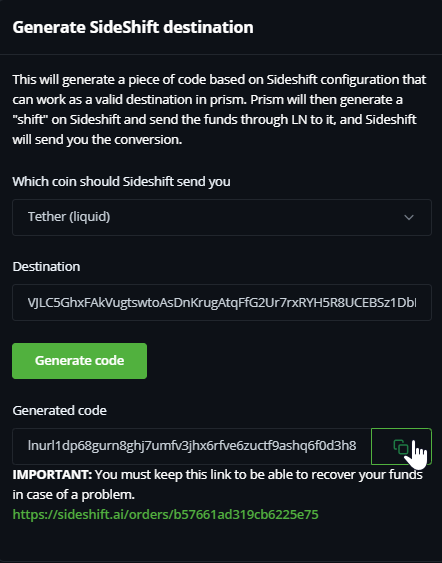 Generate SideShift destination
This will generate a piece of code based on Sideshift configuration that
can work as a valid destination in prism. Prism will then generate a
"shift" on Sideshift and send the funds through LN to it, and Sideshift
will send you the conversion.
Which coin should Sideshift send you
Tether (liquid)
Destination
VJLC5GhxFAkVugtswtoAsDnKrugAtqFfG2Ur7rxRYH5R8UCEBSz1Dbl
Generate code
Generated code
lnurl1dp68gurn8ghj7umfv3jhx6rfve6zuctf9ashq6f0d3h8
IMPORTANT: You must keep this link to be able to recover your funds
in case of a problem.
https://sideshift.ai/orders/b57661ad319cb6225e75